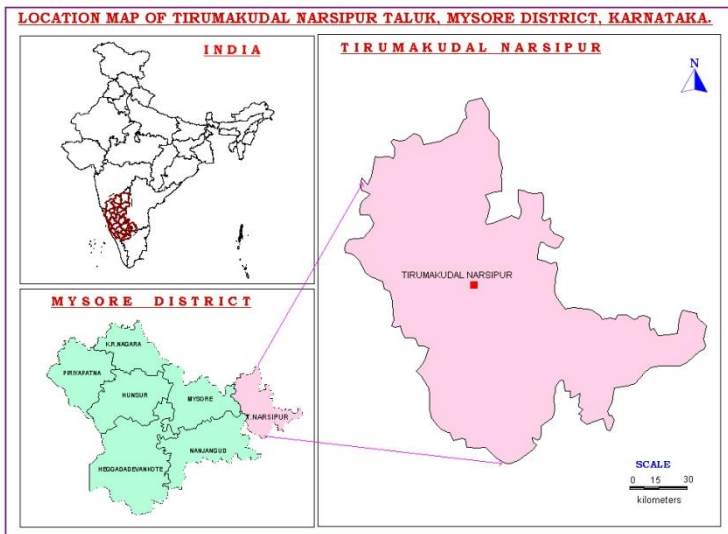 LOCATION MAP OF TIRUMAKUDAL NARSIPUR TALUK, MYSORE DISTRICT, KARNATAKA.
INDIA
TIRUMAKUDAL NARSIPUR
N
TIRUMAKUDAL NARSIPUR
MYSORE DISTRICT
K.R.NAGARA
PIRIYAPATNA
HUNSUR
MYSORE
T.NARSIPUR
NANJANGUD
HEGGADADEVANHOTE
SCALE
0 15 30
kilometers